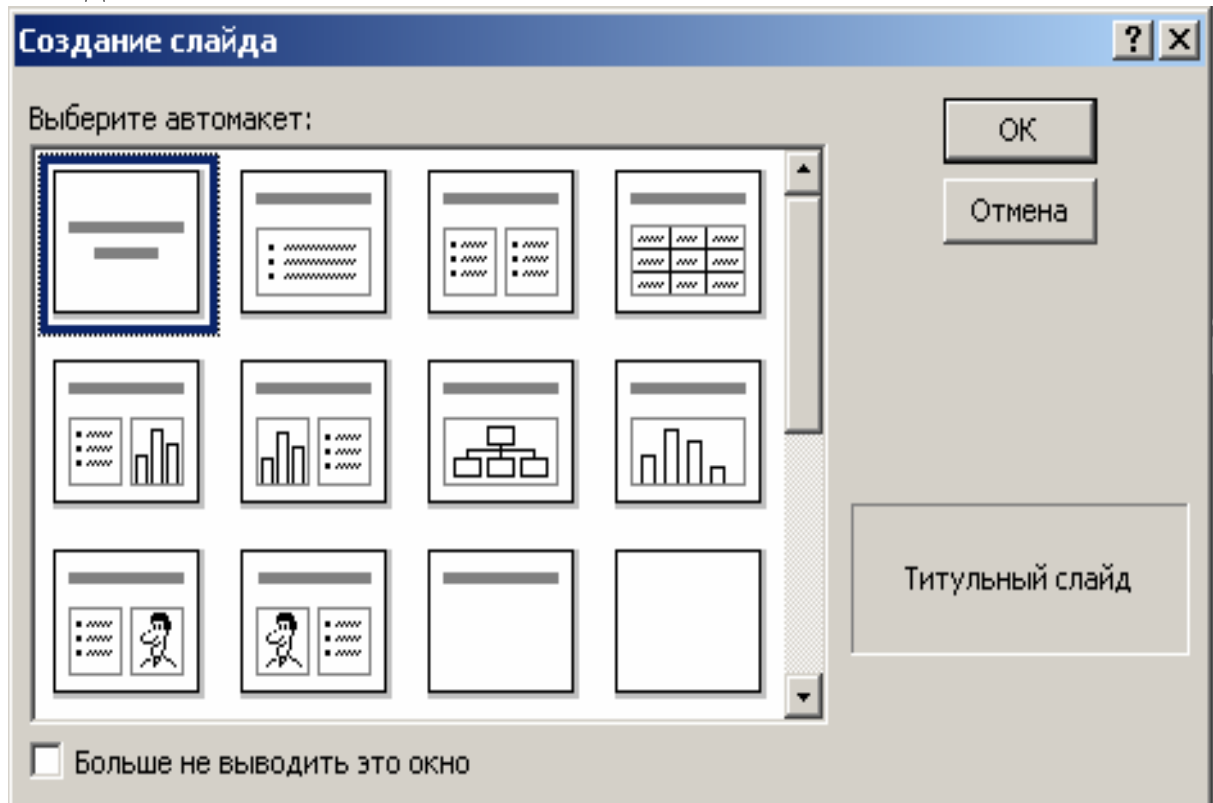 Создание слайда
Выберите автомакет:
ОК
Отмена
Титульный слайд
Больше не выводить это окно